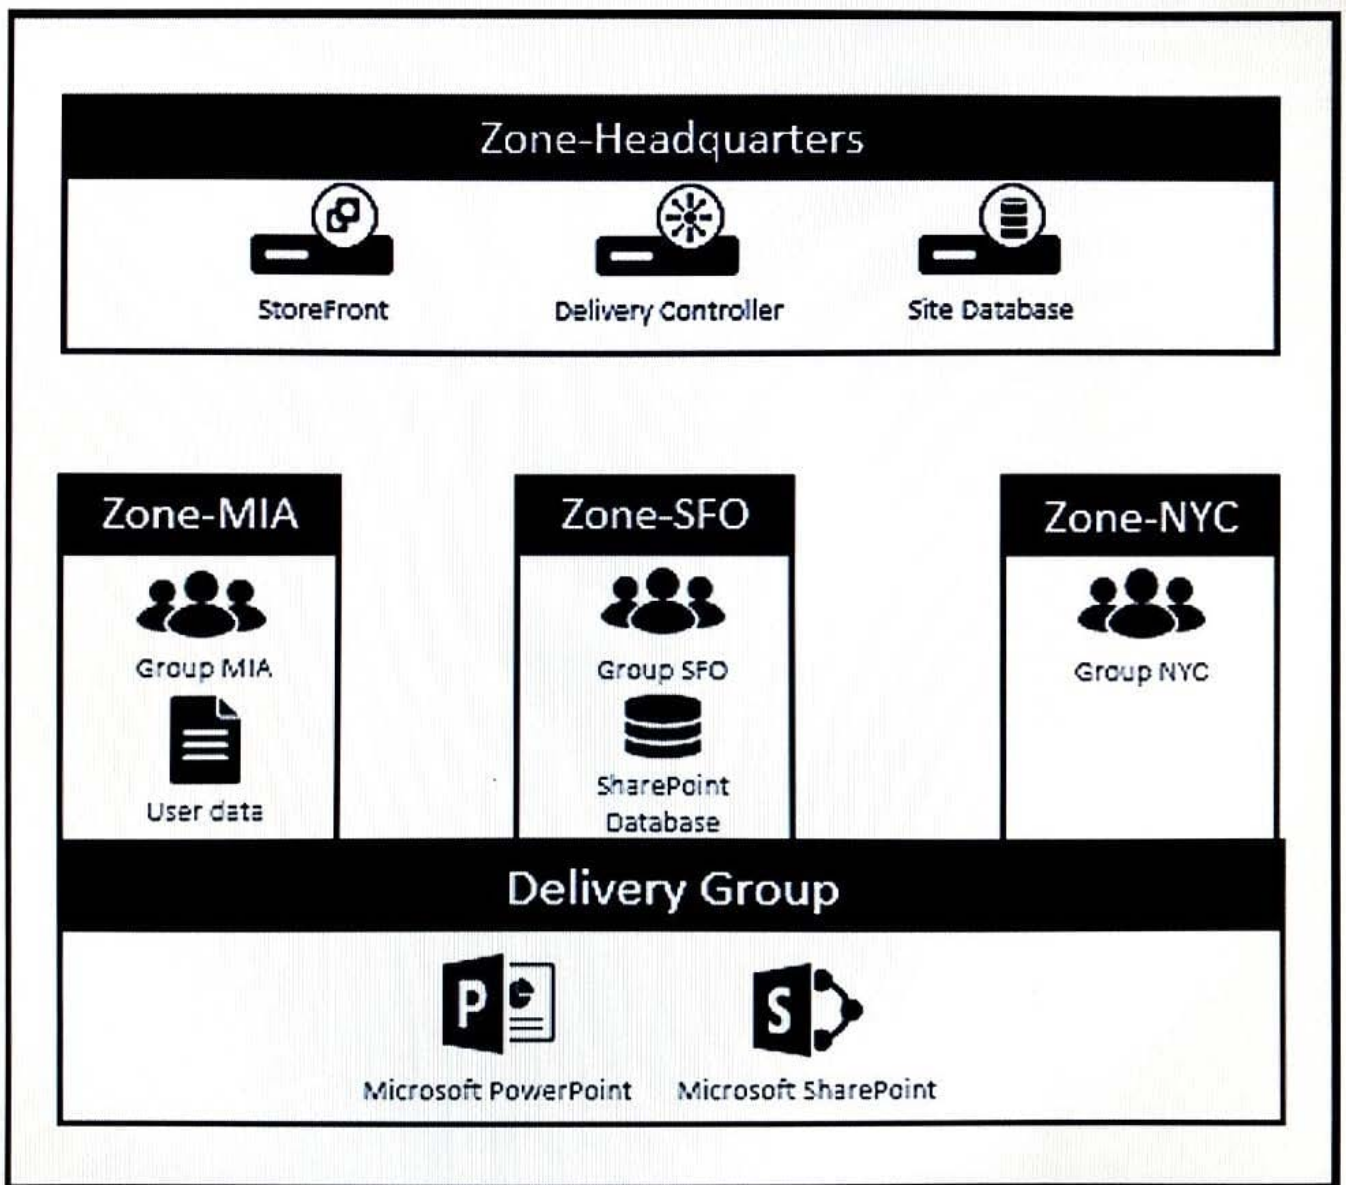 Zone-Headquarters
StoreFront
Delivery Controller
Site Database
Zone-MIA
Zone-SFO
Zone-NYC
Group MIA
Group SFO
Group NYC
User data
SharePoint
Database
Delivery Group
P
S
Microsoft PowerPoint
Microsoft SharePoint